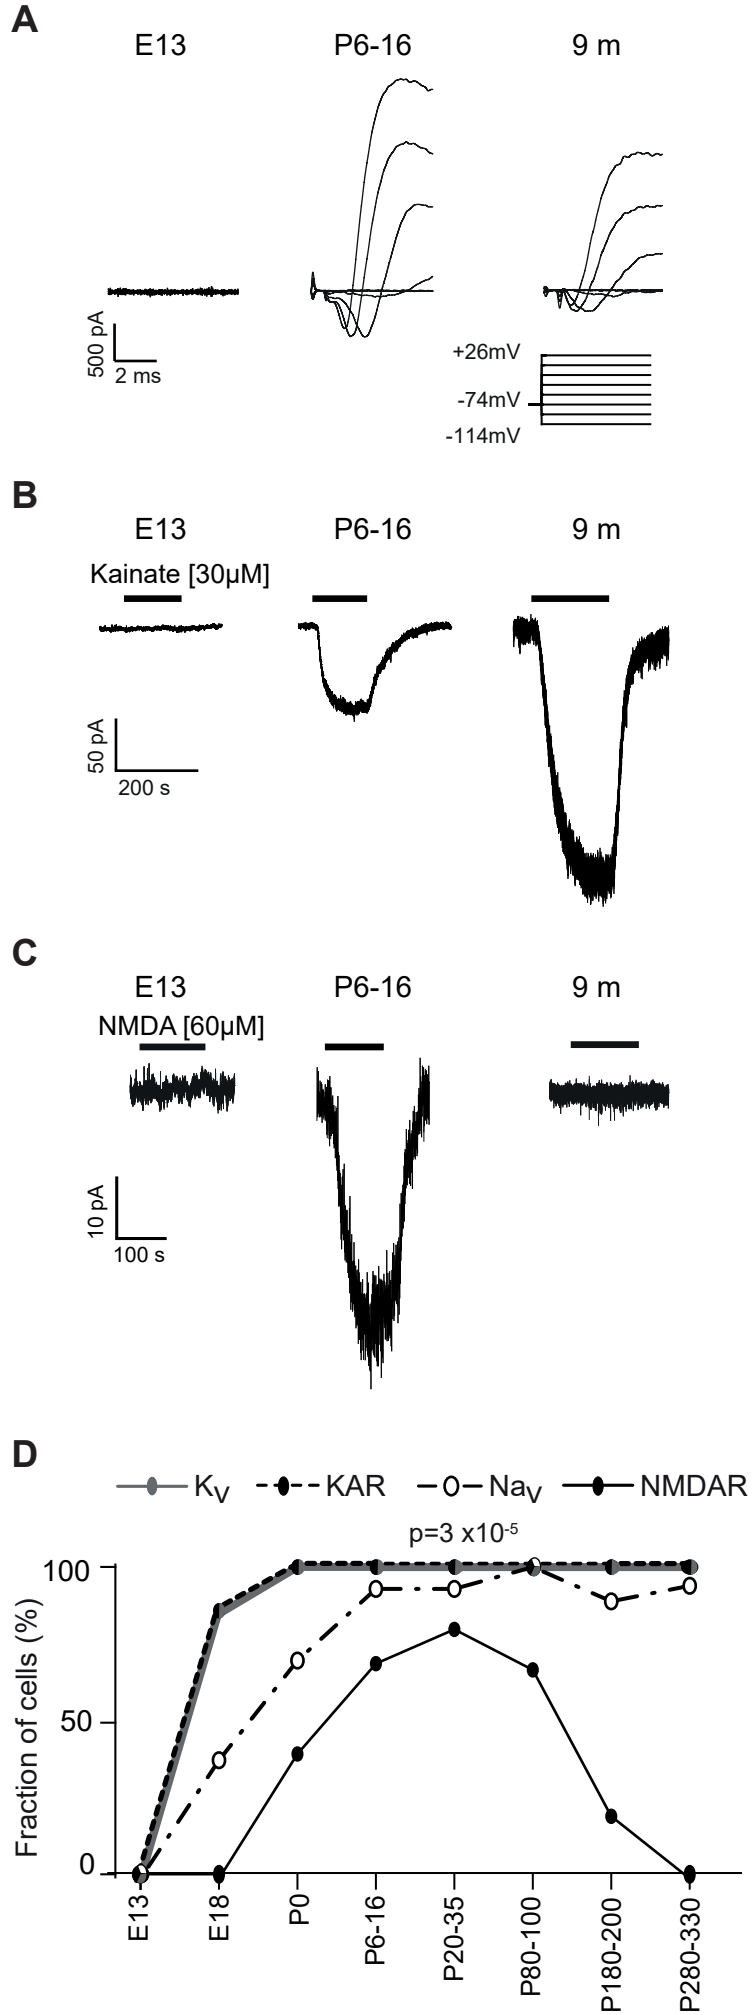 A
E13 P6-16 9 m
500 pA
2 ms
+26mV
-74mV
-114mV
B
E13 P6-16 9 m
Kainate [30µM]
50 pA
200 s
C
E13 P6-16 9 m
NMDA [60µM]
10 pA
100 s
D
KV KAR NaV NMDAR
p=3 x10-5
Fraction of cells (%)
100
50
0
E13 E18 P0 P6-16 P20-35 P80-100 P180-200 P280-330